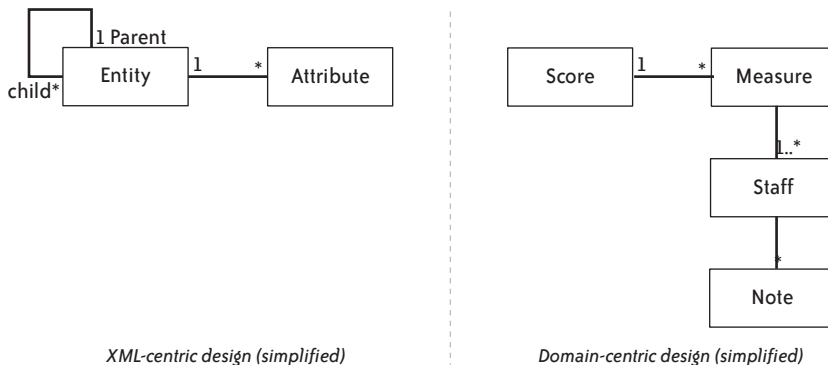 1 Parent
Entity
1
*
Attribute
child*
Score
1
*
Measure
1..*
Staff
*
Note
XML-centric design (simplified)
Domain-centric design (simplified)